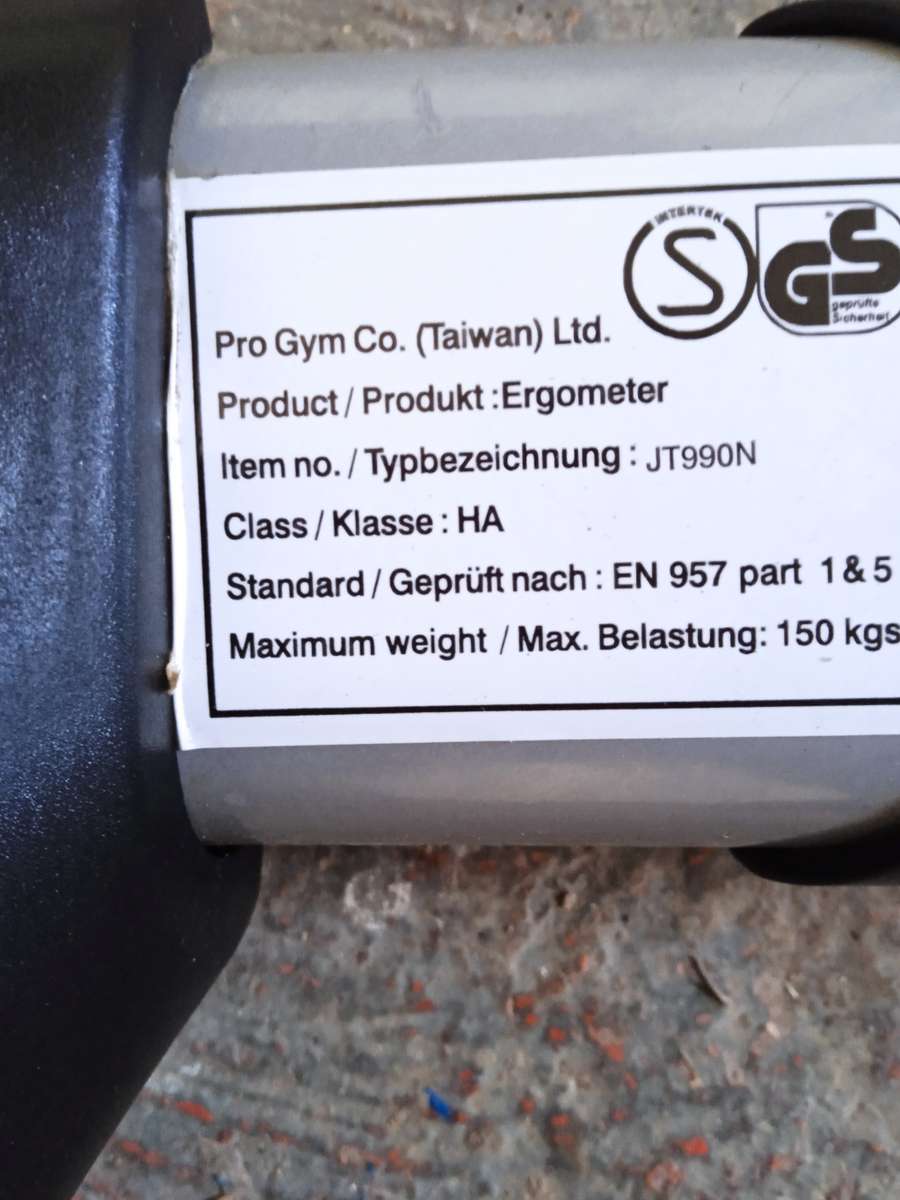 INTERTEK
S
GS
geprüfte
Sicherheit
Pro Gym Co. (Taiwan) Ltd.
Product / Produkt :Ergometer
Item no. / Typbezeichnung : JT990N
Class / Klasse : HA
Standard / Geprüft nach : EN 957 part 1 & 5
Maximum weight / Max. Belastung: 150 kgs